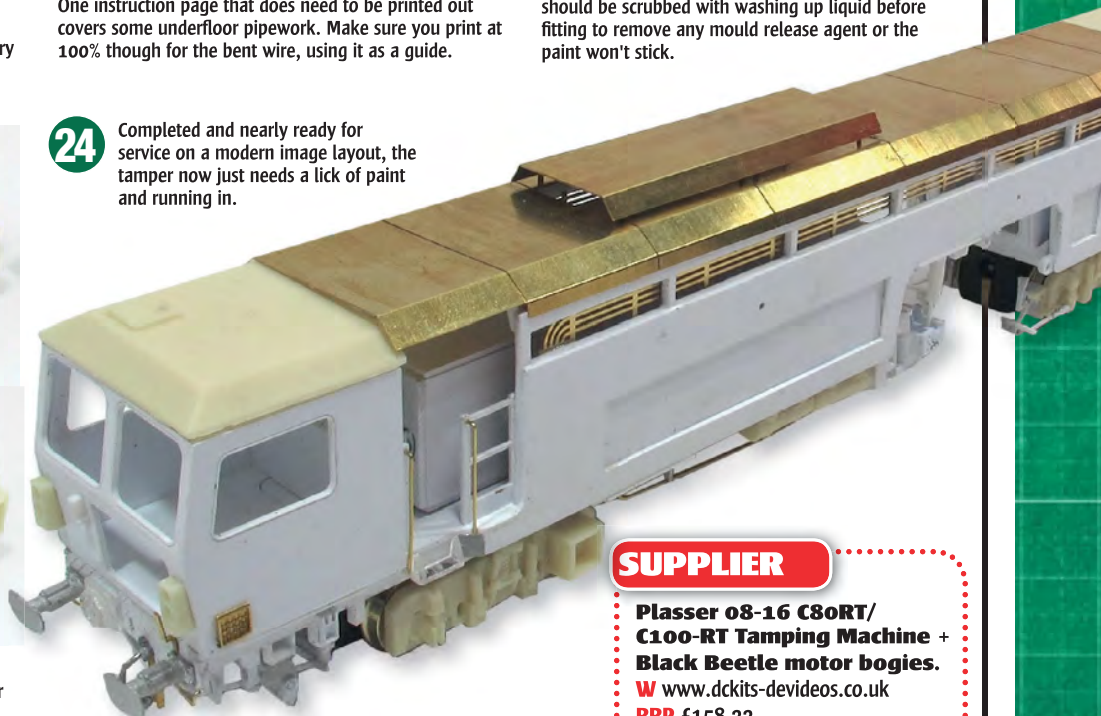 One instruction page that does need to be printed out
covers some underfloor pipework. Make sure you print at
100% though for the bent wire, using it as a guide.
should be scrubbed with washing up liquid before
fitting to remove any mould release agent or the
paint won't stick.
ry
24
Completed and nearly ready for
service on a modern image layout, the
tamper now just needs a lick of paint
and running in.
r
SUPPLIER
Plasser 08-16 C80RT/
C100-RT Tamping Machine +
Black Beetle motor bogies.
W www.dckits-devideos.co.uk
RRP £158.33